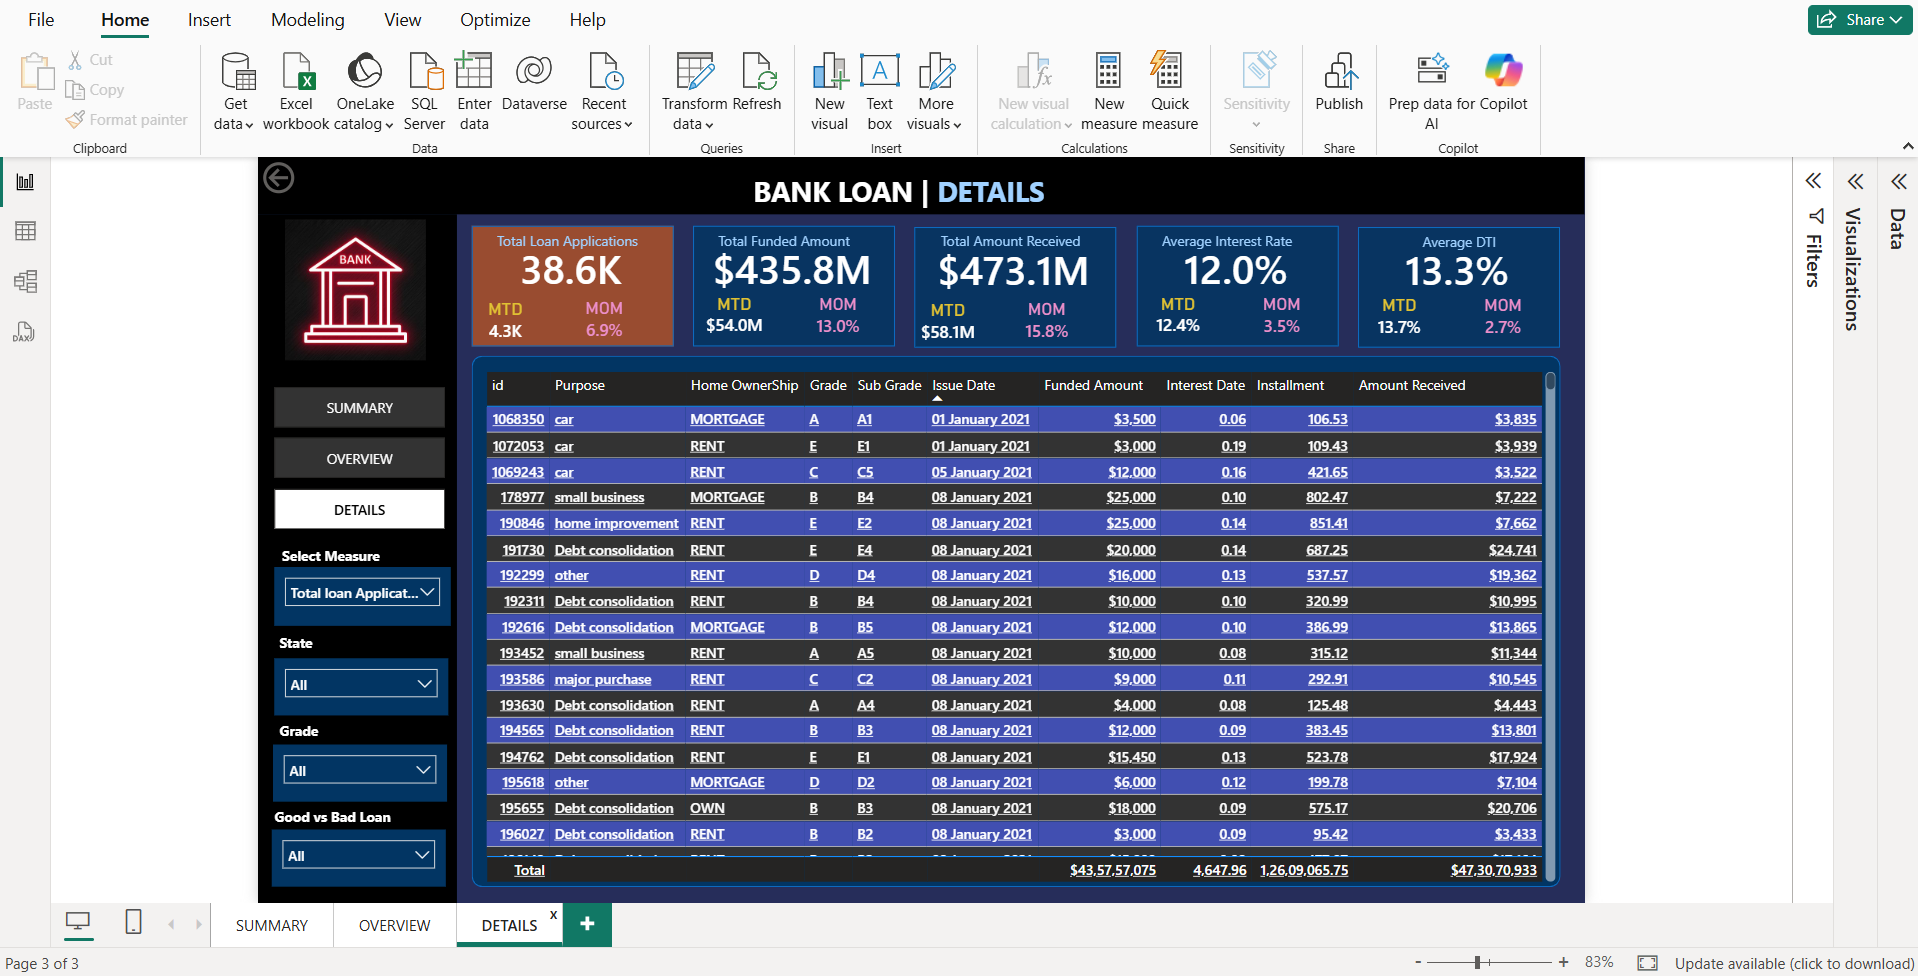 File Home Insert Modeling View Optimize Help Share
Paste
Cut
Copy
Format painter
Clipboard
Get data
Excel workbook
OneLake catalog
SQL Server
Enter data
Dataverse
Recent sources
Data
Transform data
Refresh
Queries
New visual
Text box
More visuals
Insert
New visual calculation
New measure
Quick measure
Calculations
Sensitivity
Sensitivity
Publish
Share
Prep data for AI
Copilot
Copilot
BANK LOAN | DETAILS
BANK
SUMMARY
OVERVIEW
DETAILS
Select Measure
Total loan Applicat...
State
All
Grade
All
Good vs Bad Loan
All
Total Loan Applications
38.6K
MTD MOM
4.3K 6.9%
Total Funded Amount
$435.8M
MTD MOM
$54.0M 13.0%
Total Amount Received
$473.1M
MTD MOM
$58.1M 15.8%
Average Interest Rate
12.0%
MTD MOM
12.4% 3.5%
Average DTI
13.3%
MTD MOM
13.7% 2.7%
id Purpose Home OwnerShip Grade Sub Grade Issue Date Funded Amount Interest Date Installment Amount Received
1068350 car MORTGAGE A A1 01 January 2021 $3,500 0.06 106.53 $3,835
1072053 car RENT E E1 01 January 2021 $3,000 0.19 109.43 $3,939
1069243 car RENT C C5 05 January 2021 $12,000 0.16 421.65 $3,522
178977 small business MORTGAGE B B4 08 January 2021 $25,000 0.10 802.47 $7,222
190846 home improvement RENT E E2 08 January 2021 $25,000 0.14 851.41 $7,662
191730 Debt consolidation RENT E E4 08 January 2021 $20,000 0.14 687.25 $24,741
192299 other RENT D D4 08 January 2021 $16,000 0.13 537.57 $19,362
192311 Debt consolidation RENT B B4 08 January 2021 $10,000 0.10 320.99 $10,995
192616 Debt consolidation MORTGAGE B B5 08 January 2021 $12,000 0.10 386.99 $13,865
193452 small business RENT A A5 08 January 2021 $10,000 0.08 315.12 $11,344
193586 major purchase RENT C C2 08 January 2021 $9,000 0.11 292.91 $10,545
193630 Debt consolidation RENT A A4 08 January 2021 $4,000 0.08 125.48 $4,443
194565 Debt consolidation RENT B B3 08 January 2021 $12,000 0.09 383.45 $13,801
194762 Debt consolidation RENT E E1 08 January 2021 $15,450 0.13 523.78 $17,924
195618 other MORTGAGE D D2 08 January 2021 $6,000 0.12 199.78 $7,104
195655 Debt consolidation OWN B B3 08 January 2021 $18,000 0.09 575.17 $20,706
196027 Debt consolidation RENT B B2 08 January 2021 $3,000 0.09 95.42 $3,433
Total $43,57,57,075 4,647.96 1,26,09,065.75 $47,30,70,933
Filters
Visualizations
Data
DAX
SUMMARY OVERVIEW DETAILS x +
Page 3 of 3
- + 83%
Update available (click to download)